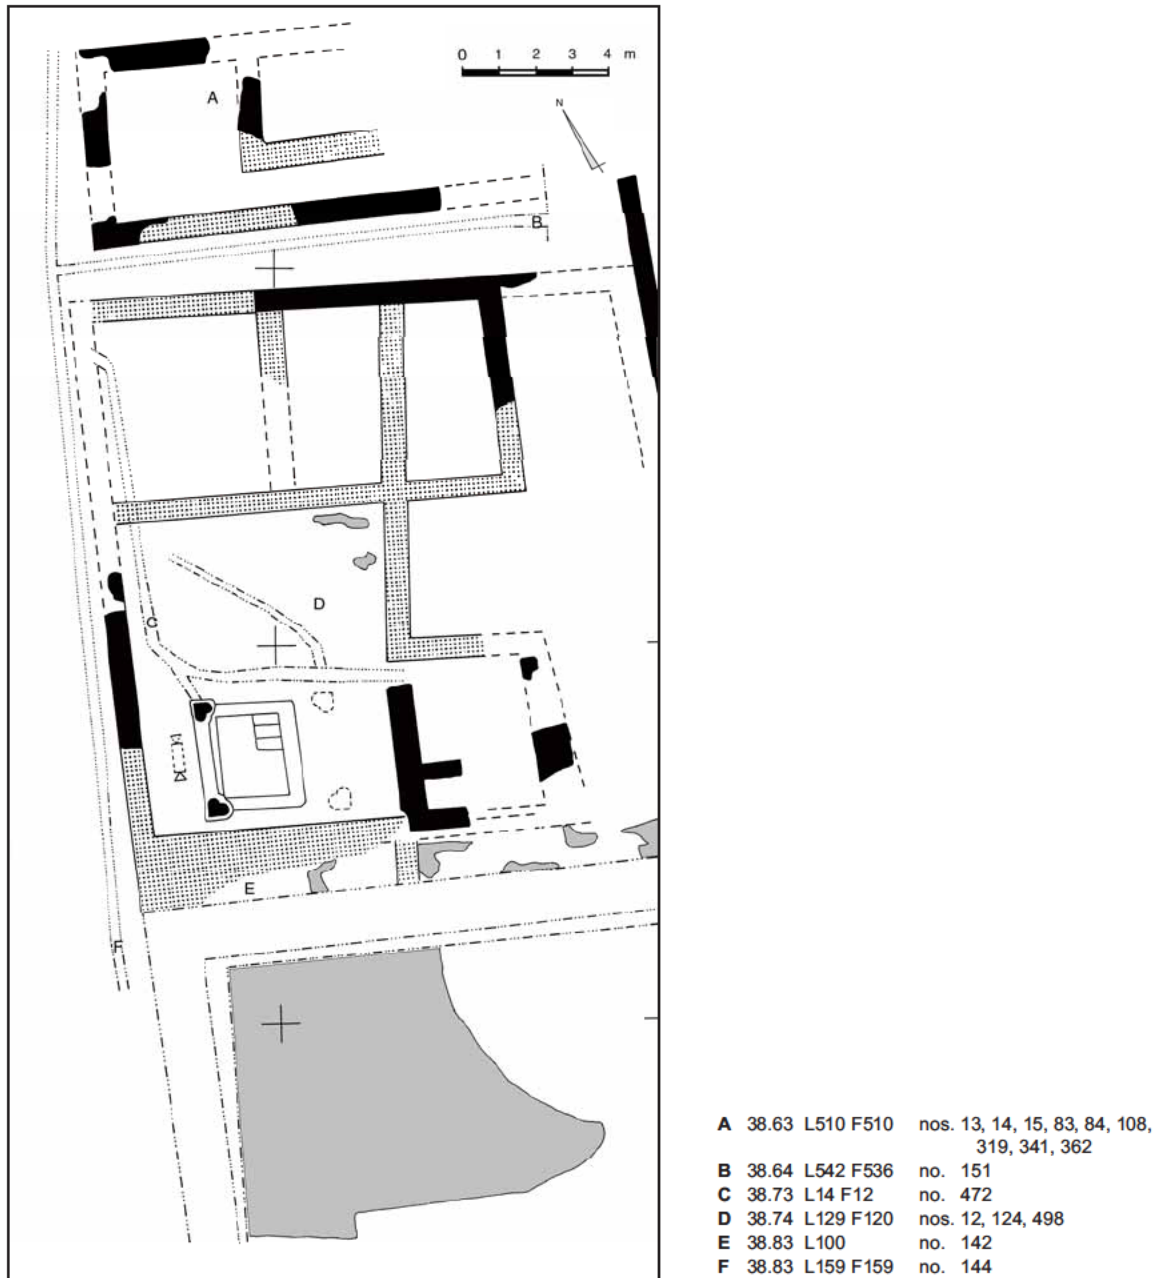 0 1 2 3 4 m
N
A
B
C
D
E
F
A 38.63 L510 F510 nos. 13, 14, 15, 83, 84, 108,
319, 341, 362
B 38.64 L542 F536 no. 151
C 38.73 L14 F12 no. 472
D 38.74 L129 F120 nos. 12, 124, 498
E 38.83 L100 no. 142
F 38.83 L159 F159 no. 144